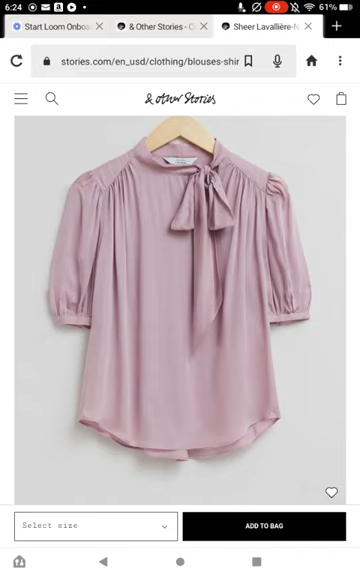 6:24
Start Loom Onboa
& Other Stories - C
Sheer Lavallière-N
stories.com/en_usd/clothing/blouses-shir
& other Stories
Select size
ADD TO BAG